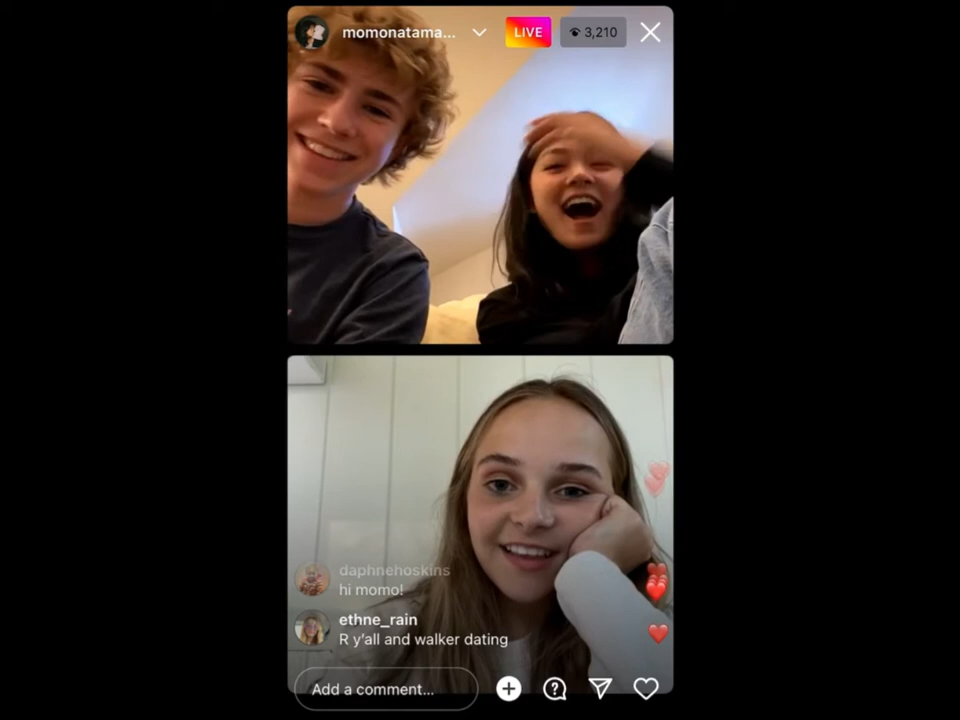 momonatama...
LIVE
3,210
daphnehoskins
hi momo!
ethne_rain
R y’all and walker dating
Add a comment...